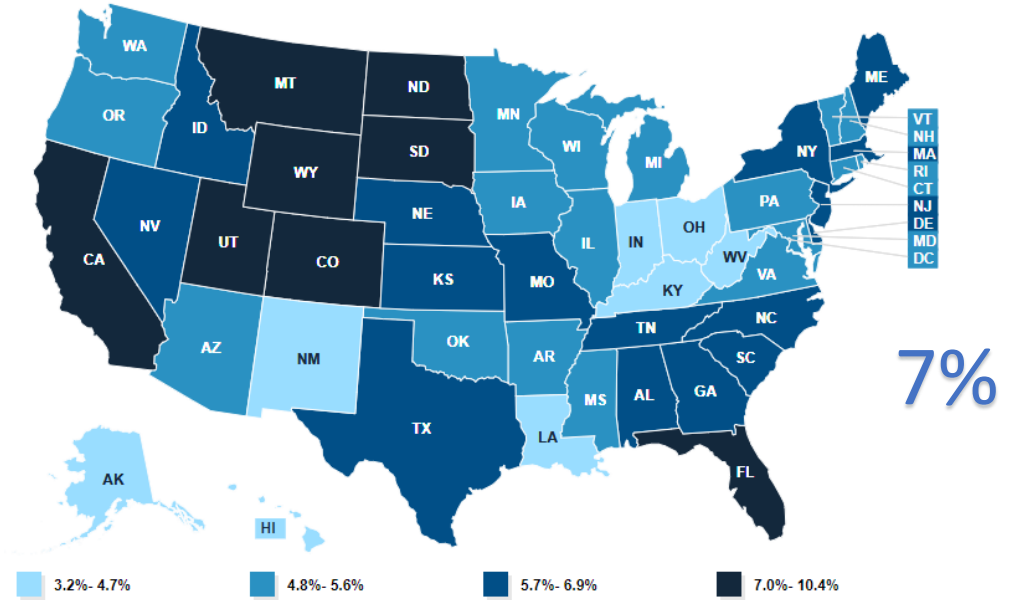 WA
MT
ND
MN
ME
OR
ID
SD
WI
MI
NY
VT
NH
MA
RI
CT
NJ
DE
MD
DC
WY
NE
IA
PA
NV
UT
CO
KS
MO
IL
IN
OH
WV
VA
KY
CA
AZ
NM
OK
AR
TN
NC
SC
MS
AL
GA
TX
LA
FL
AK
HI
7%
3.2%- 4.7%
4.8%- 5.6%
5.7%- 6.9%
7.0%- 10.4%